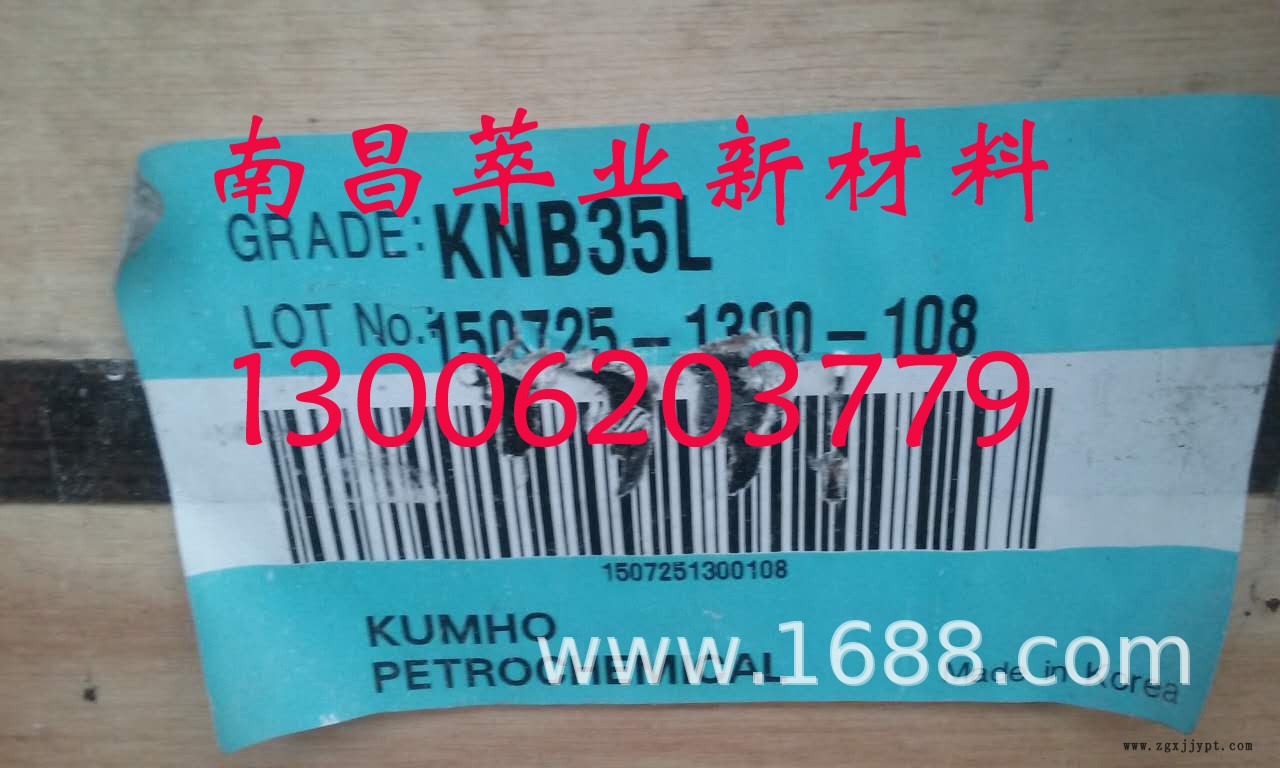 南昌萃业新材料
GRADE: KNB35L
LOT No.: 150725-1300-108
13006203779
1507251300108
KUMHO
PETROCHEMICAL
www.1688.com
Made in Korea
www.zgxjjypt.com